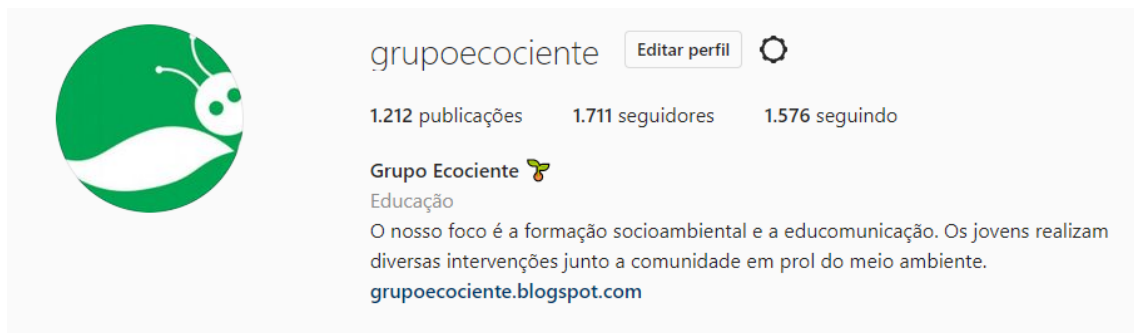 grupoecociente Editar perfil
1.212 publicações 1.711 seguidores 1.576 seguindo
Grupo Ecociente
Educação
O nosso foco é a formação socioambiental e a educomunicação. Os jovens realizam
diversas intervenções junto a comunidade em prol do meio ambiente.
grupoecociente.blogspot.com